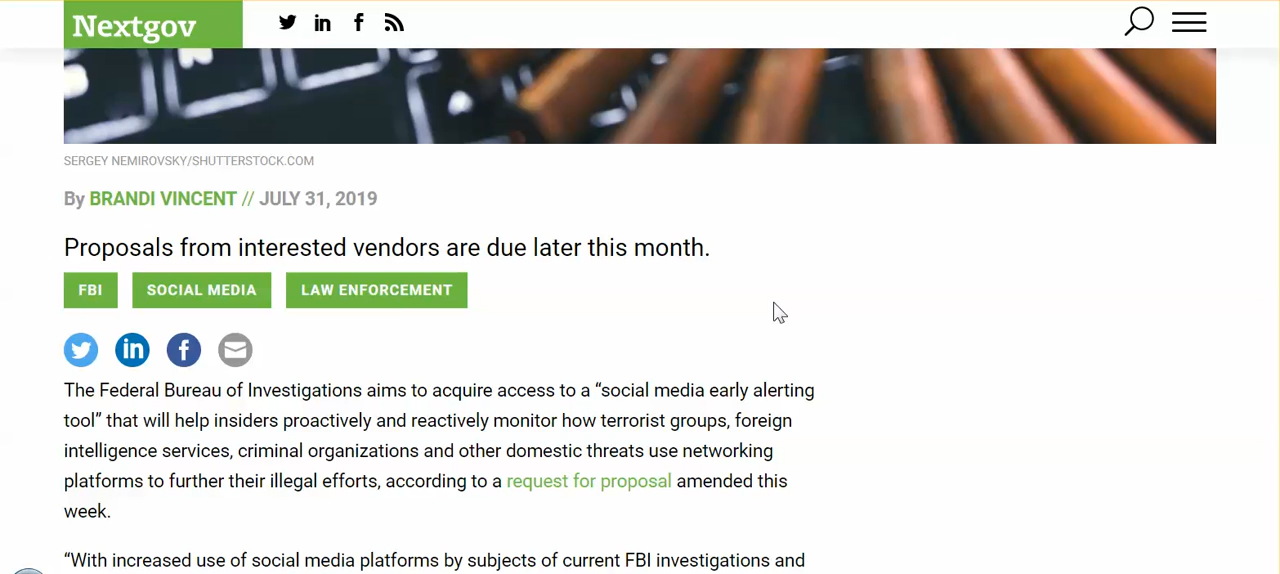 Nextgov
SERGEY NEMIROVSKY/SHUTTERSTOCK.COM
By BRANDI VINCENT // JULY 31, 2019
Proposals from interested vendors are due later this month.
FBI SOCIAL MEDIA LAW ENFORCEMENT
The Federal Bureau of Investigations aims to acquire access to a “social media early alerting
tool” that will help insiders proactively and reactively monitor how terrorist groups, foreign
intelligence services, criminal organizations and other domestic threats use networking
platforms to further their illegal efforts, according to a request for proposal amended this
week.
“With increased use of social media platforms by subjects of current FBI investigations and